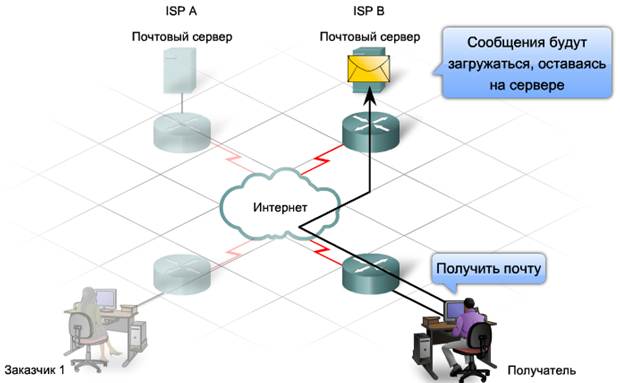 ISP A
ISP B
Почтовый сервер
Почтовый сервер
Сообщения будут
загружаться, оставаясь
на сервере
Интернет
Получить почту
Заказчик 1
Получатель